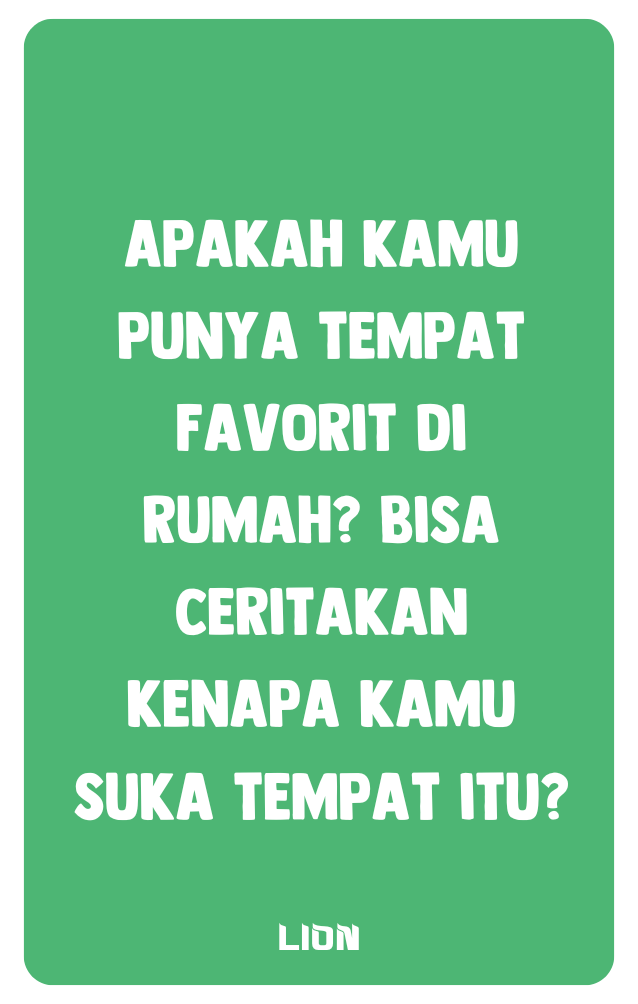 APAKAH KAMU
PUNYA TEMPAT
FAVORIT DI
RUMAH? BISA
CERITAKAN
KENAPA KAMU
SUKA TEMPAT ITU?
LION